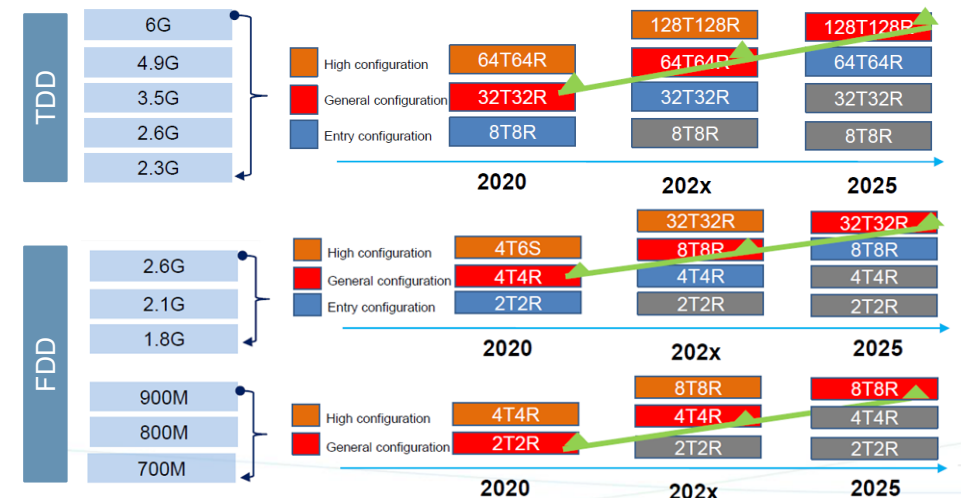 TDD
6G
4.9G
3.5G
2.6G
2.3G
High configuration
General configuration
Entry configuration
64T64R
32T32R
8T8R
2020
128T128R
64T64R
32T32R
8T8R
202x
128T128R
64T64R
32T32R
8T8R
2025
FDD
2.6G
2.1G
1.8G
High configuration
General configuration
Entry configuration
4T6S
4T4R
2T2R
2020
32T32R
8T8R
4T4R
2T2R
202x
32T32R
8T8R
4T4R
2T2R
2025
900M
800M
700M
High configuration
General configuration
4T4R
2T2R
2020
8T8R
4T4R
2T2R
202x
8T8R
4T4R
2T2R
2025